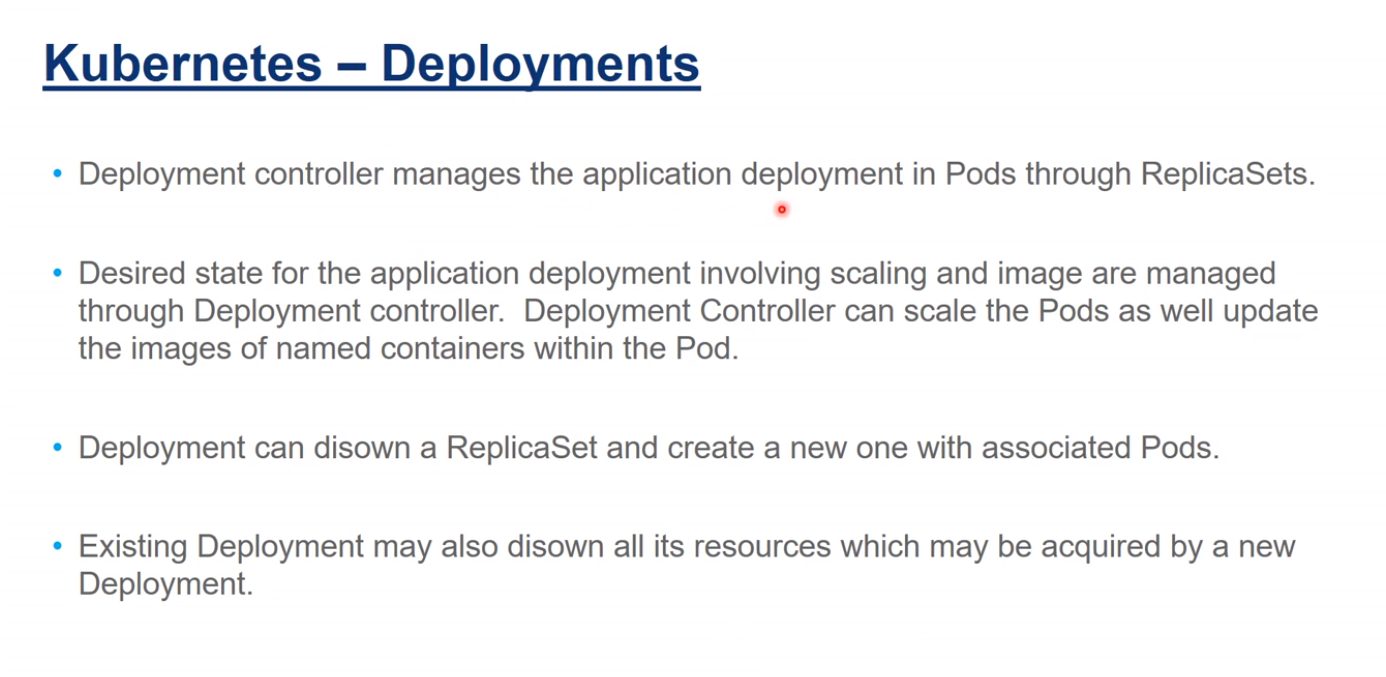 Kubernetes – Deployments
• Deployment controller manages the application deployment in Pods through ReplicaSets.
• Desired state for the application deployment involving scaling and image are managed
through Deployment controller.  Deployment Controller can scale the Pods as well update
the images of named containers within the Pod.
• Deployment can disown a ReplicaSet and create a new one with associated Pods.
• Existing Deployment may also disown all its resources which may be acquired by a new
Deployment.